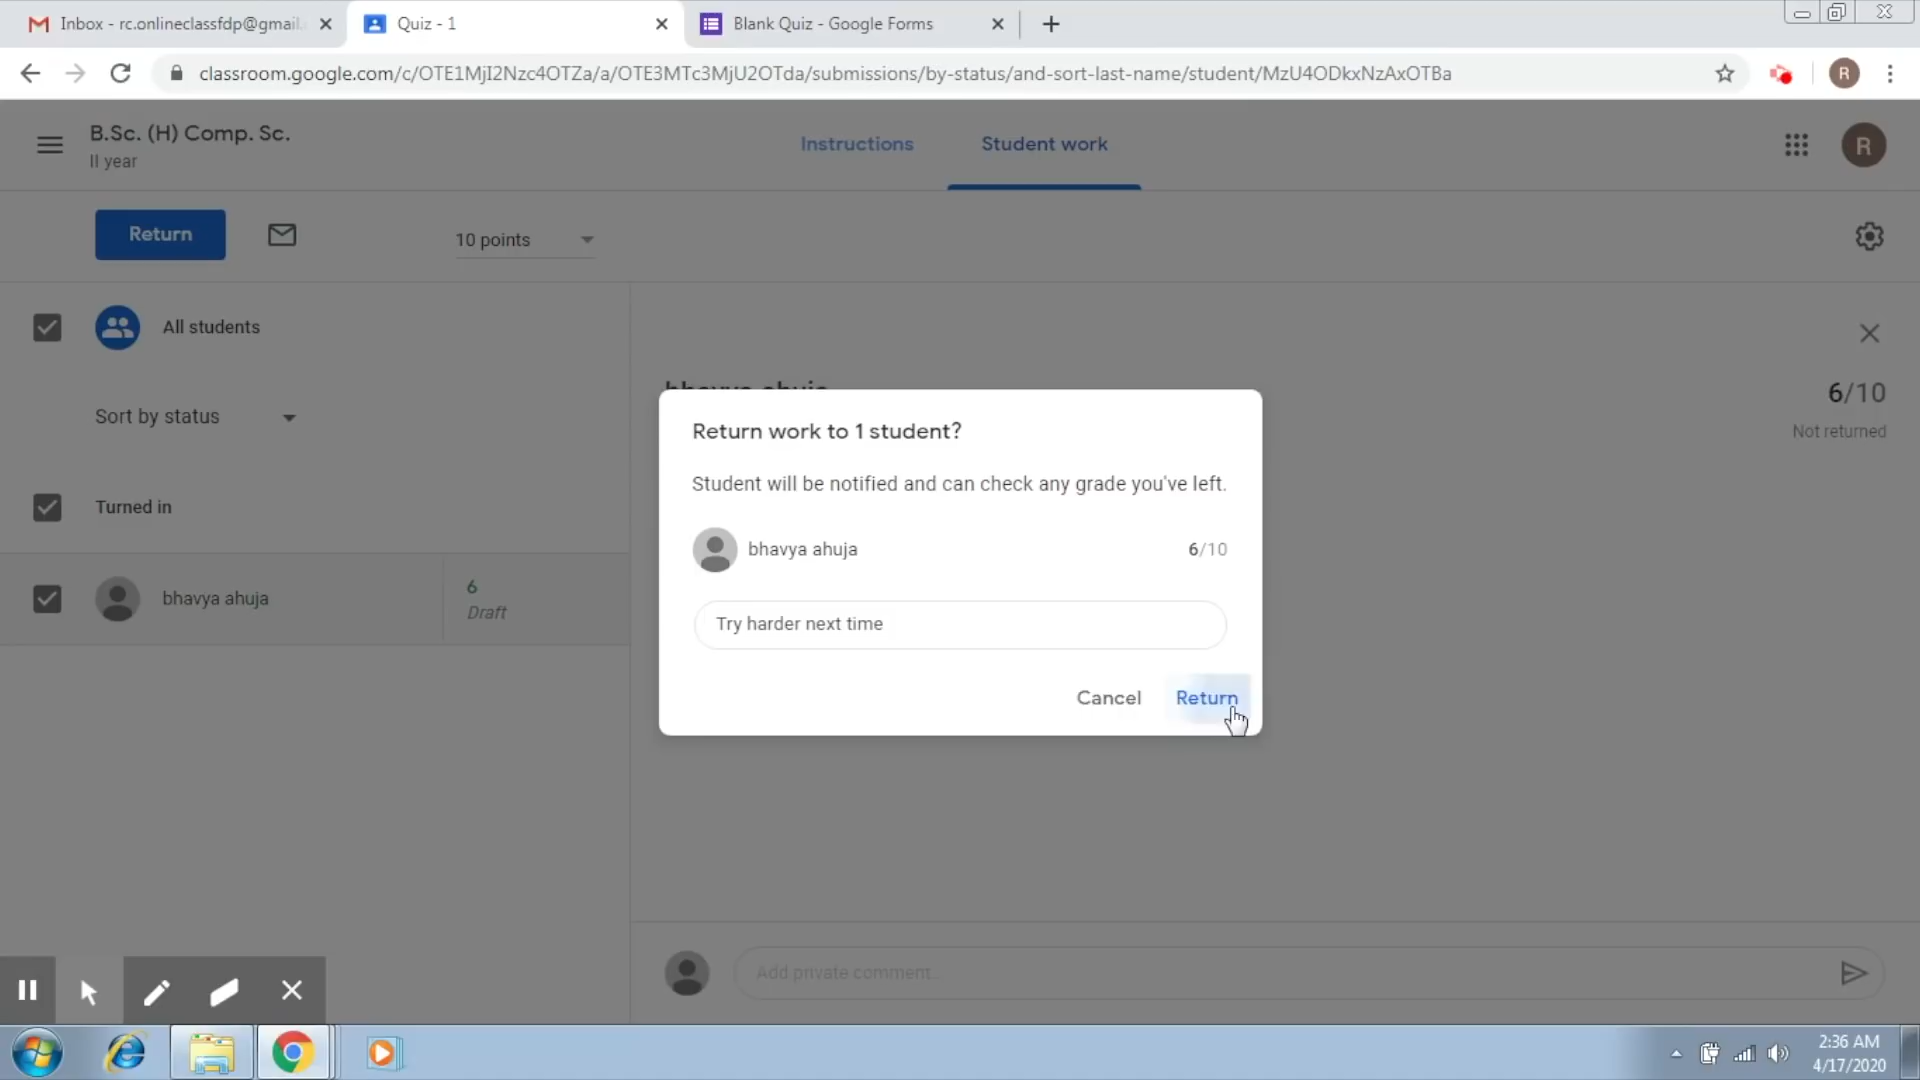 Inbox - rc.onlineclassfdp@gmail.
Quiz - 1
Blank Quiz - Google Forms
classroom.google.com/c/OTE1MjI2Nzc4OTZa/a/OTE3MTc3MjU2OTda/submissions/by-status/and-sort-last-name/student/MzU4ODkxNzAxOTBa
R
B.Sc. (H) Comp. Sc.
II year
Instructions
Student work
R
Return
10 points
All students
Sort by status
Turned in
bhavya ahuja
6
Draft
bhavya ahuja
6/10
Not returned
Return work to 1 student?
Student will be notified and can check any grade you've left.
bhavya ahuja
6/10
Try harder next time
Cancel
Return
Add private comment...
2:36 AM
4/17/2020